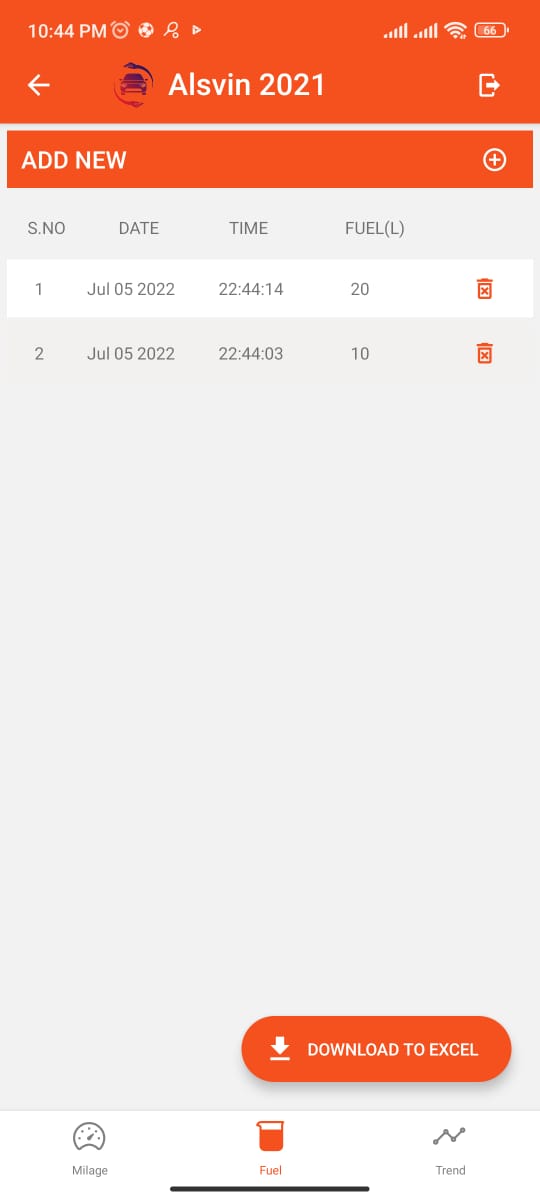 10:44 PM 66
Alsvin 2021
ADD NEW
S.NO DATE TIME FUEL(L)
1 Jul 05 2022 22:44:14 20
2 Jul 05 2022 22:44:03 10
DOWNLOAD TO EXCEL
Milage Fuel Trend